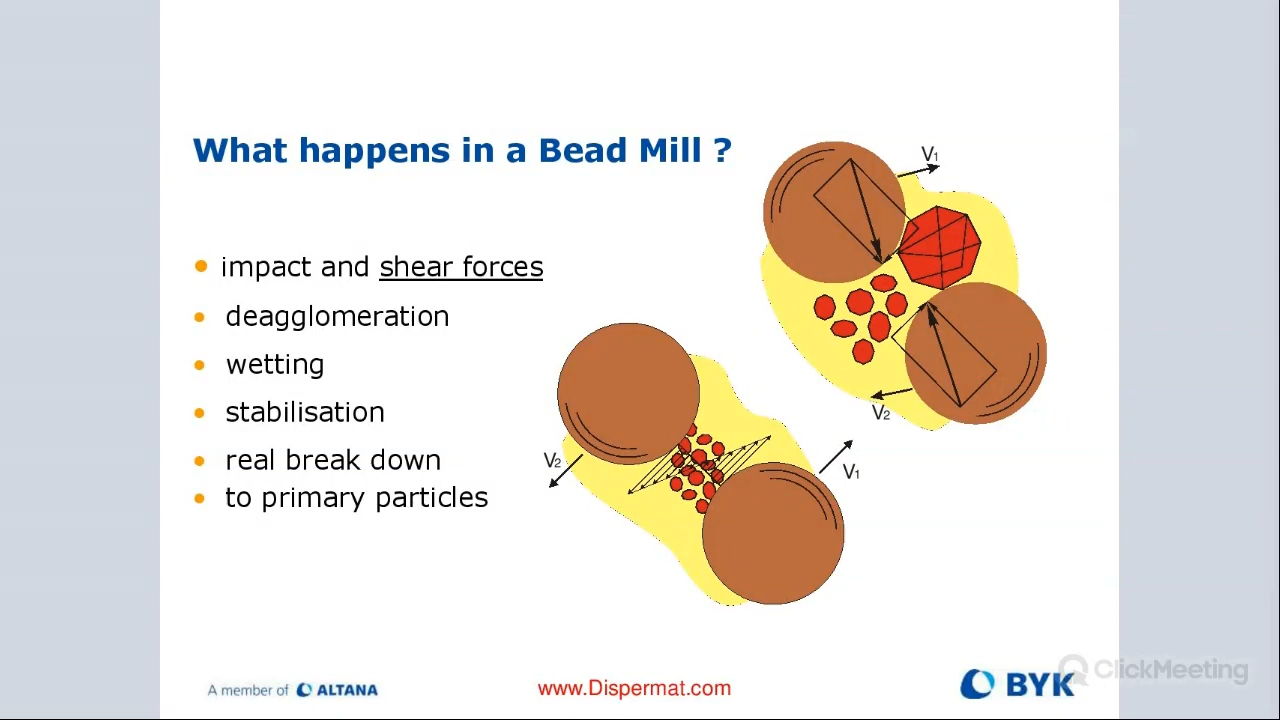 What happens in a Bead Mill ?
impact and shear forces
deagglomeration
wetting
stabilisation
real break down
to primary particles
V1
V2
V2
V1
A member of ALTANA
www.Dispermat.com
BYK
ClickMeeting